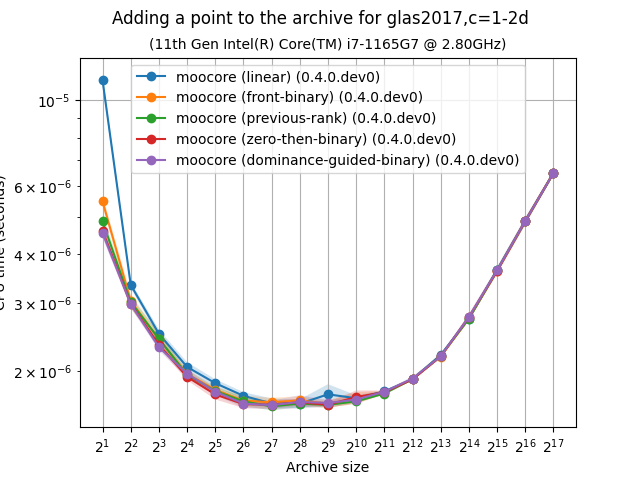 Adding a point to the archive for glas2017,c=1-2d
(11th Gen Intel(R) Core(TM) i7-1165G7 @ 2.80GHz)
moocore (linear) (0.4.0.dev0)
moocore (front-binary) (0.4.0.dev0)
moocore (previous-rank) (0.4.0.dev0)
moocore (zero-then-binary) (0.4.0.dev0)
moocore (dominance-guided-binary) (0.4.0.dev0)
10⁻⁵
6 × 10⁻⁶
4 × 10⁻⁶
3 × 10⁻⁶
2 × 10⁻⁶
time (seconds)
2¹ 2² 2³ 2⁴ 2⁵ 2⁶ 2⁷ 2⁸ 2⁹ 2¹⁰ 2¹¹ 2¹² 2¹³ 2¹⁴ 2¹⁵ 2¹⁶ 2¹⁷
Archive size